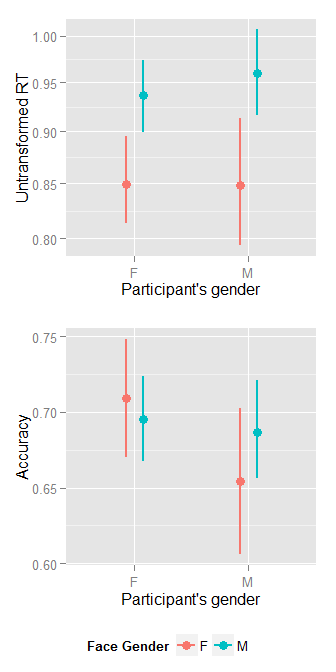 Untransformed RT
1.00
0.95
0.90
0.85
0.80
F M
Participant's gender
Accuracy
0.75
0.70
0.65
0.60
F M
Participant's gender
Face Gender F M